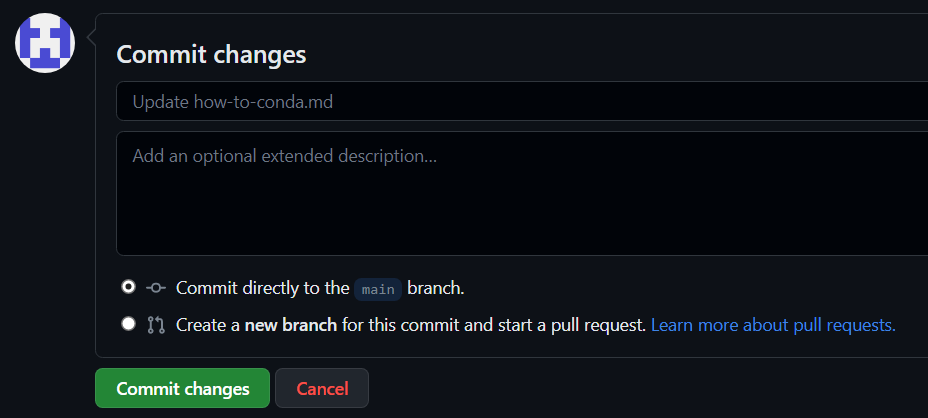 Commit changes
Update how-to-conda.md
Add an optional extended description...
Commit directly to the main branch.
Create a new branch for this commit and start a pull request. Learn more about pull requests.
Commit changes
Cancel